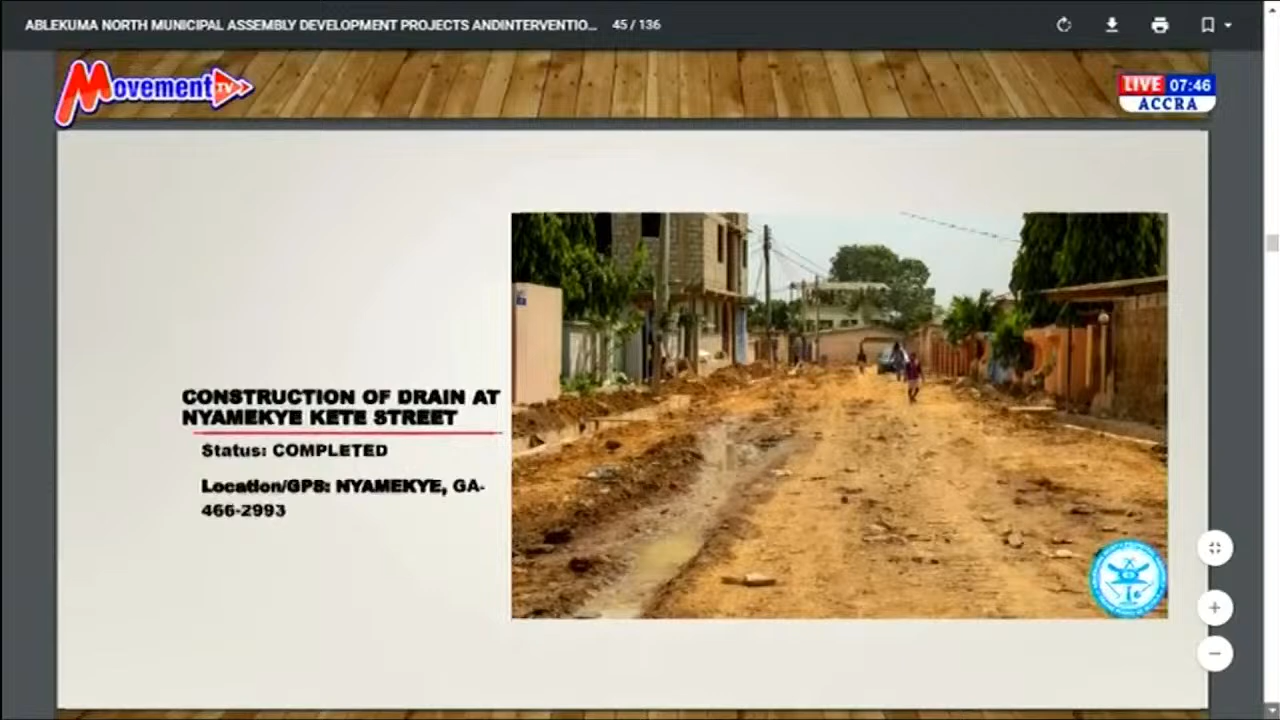 ABLEKUMA NORTH MUNICIPAL ASSEMBLY DEVELOPMENT PROJECTS ANDINTERVENTIO... 45 / 136
Movement TV
LIVE 07:46
ACCRA
CONSTRUCTION OF DRAIN AT
NYAMEKYE KETE STREET
Status: COMPLETED
Location/GPS: NYAMEKYE, GA-
466-2993